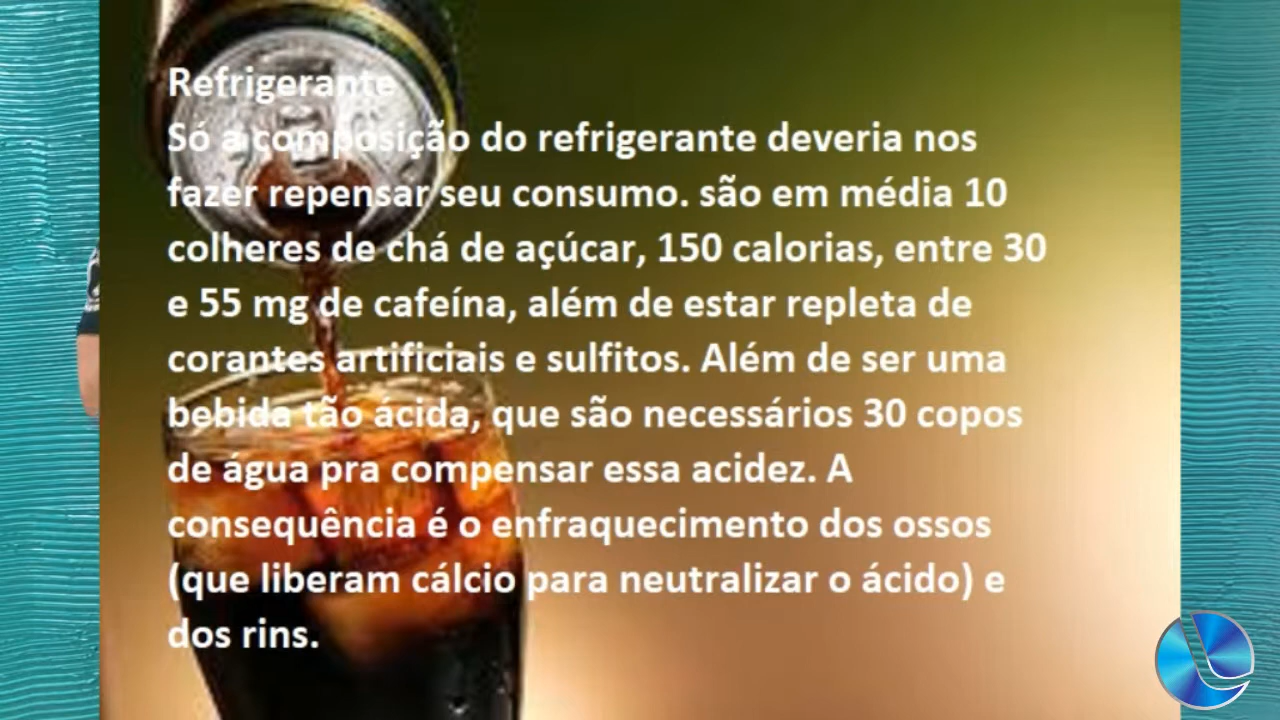 Refrigerante
Só a composição do refrigerante deveria nos
fazer repensar seu consumo. são em média 10
colheres de chá de açúcar, 150 calorias, entre 30
e 55 mg de cafeína, além de estar repleta de
corantes artificiais e sulfitos. Além de ser uma
bebida tão ácida, que são necessários 30 copos
de água pra compensar essa acidez. A
consequência é o enfraquecimento dos ossos
(que liberam cálcio para neutralizar o ácido) e
dos rins.